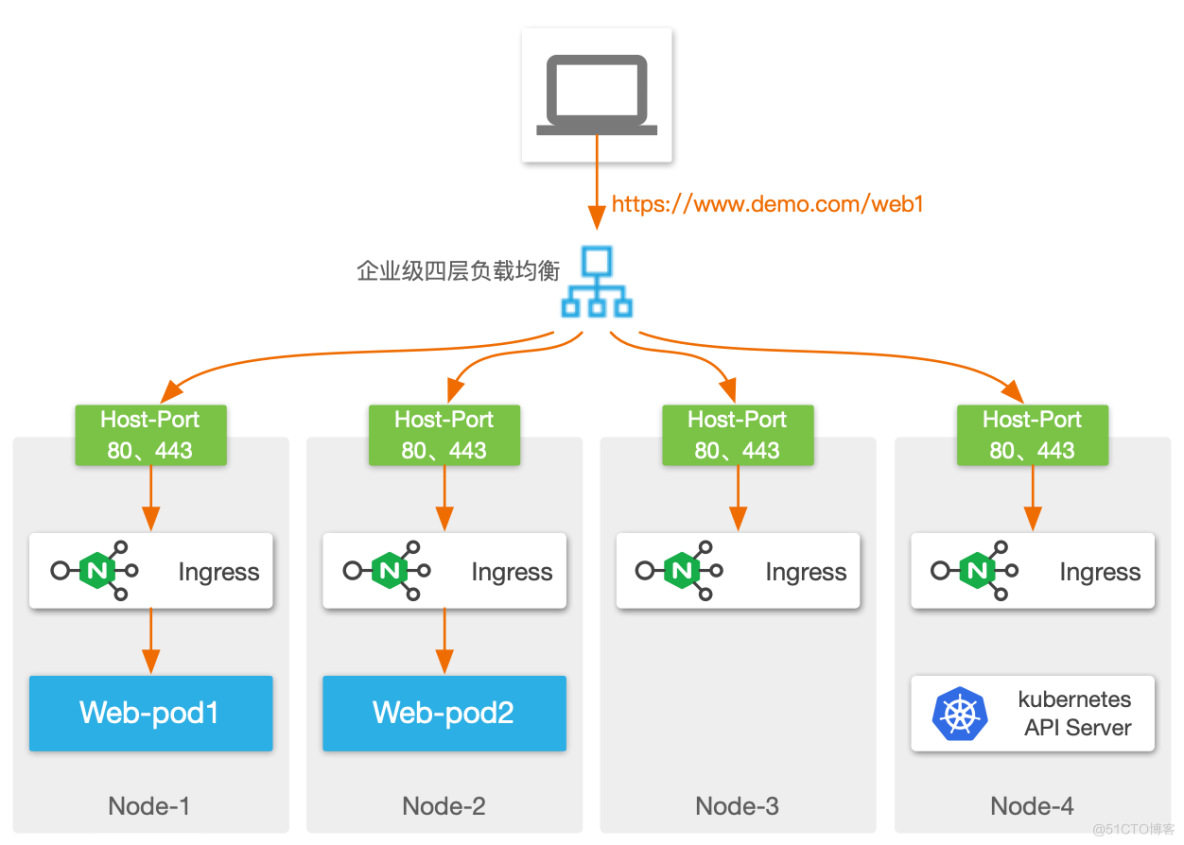 https://www.demo.com/web1
企业级四层负载均衡
Host-Port
80、443
Host-Port
80、443
Host-Port
80、443
Host-Port
80、443
N
Ingress
N
Ingress
N
Ingress
N
Ingress
Web-pod1
Web-pod2
kubernetes
API Server
Node-1
Node-2
Node-3
Node-4
@51CTO博客